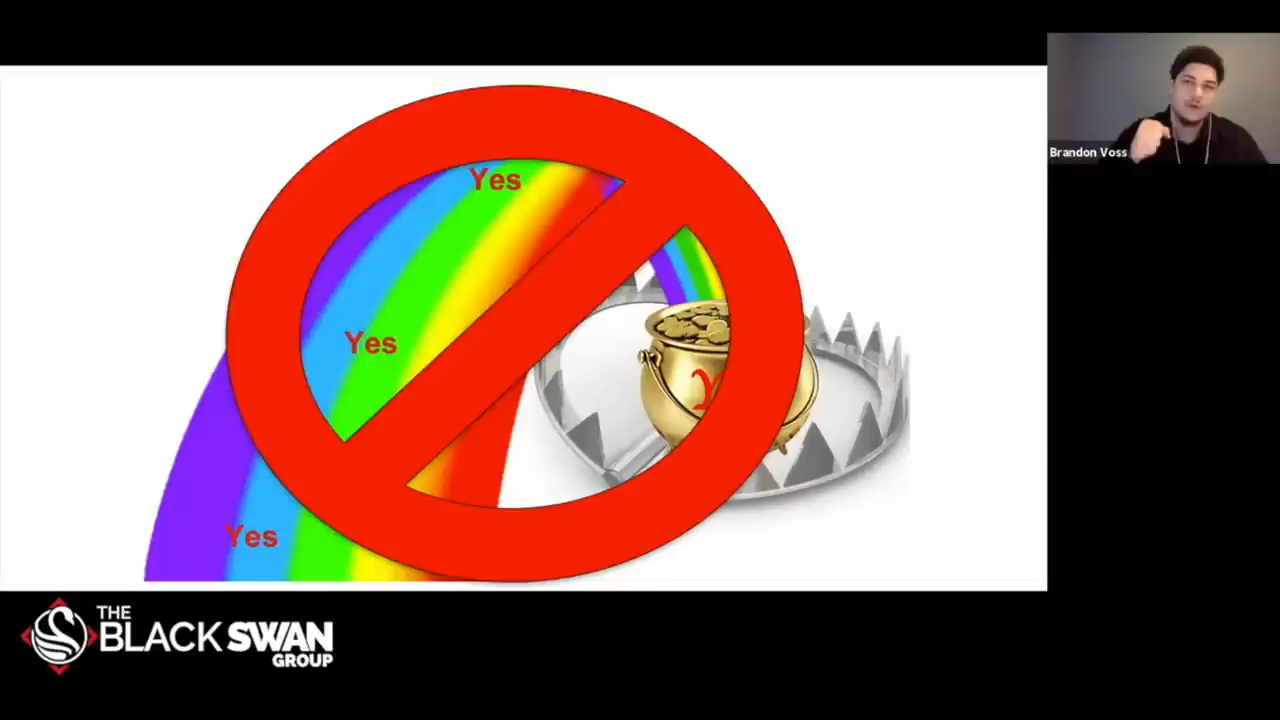 Yes
Brandon Voss
Yes
Yes
THE
BLACK SWAN
GROUP